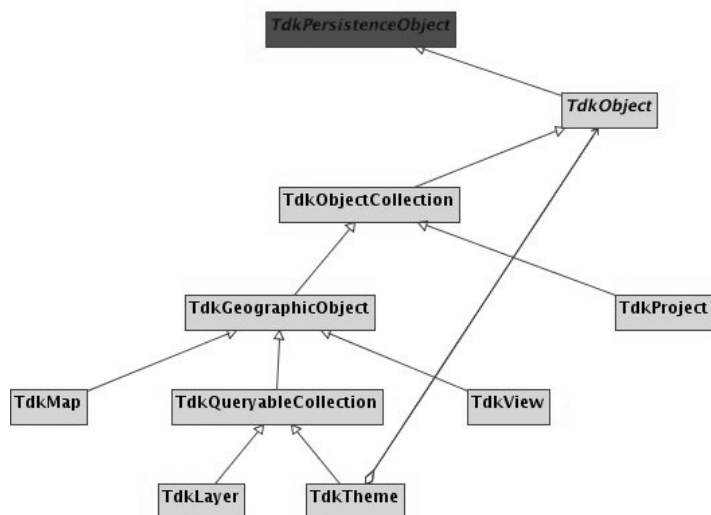 TdkPersistenceObject
TdkObject
TdkObjectCollection
TdkGeographicObject
TdkProject
TdkMap
TdkQueryableCollection
TdkView
TdkLayer
TdkTheme